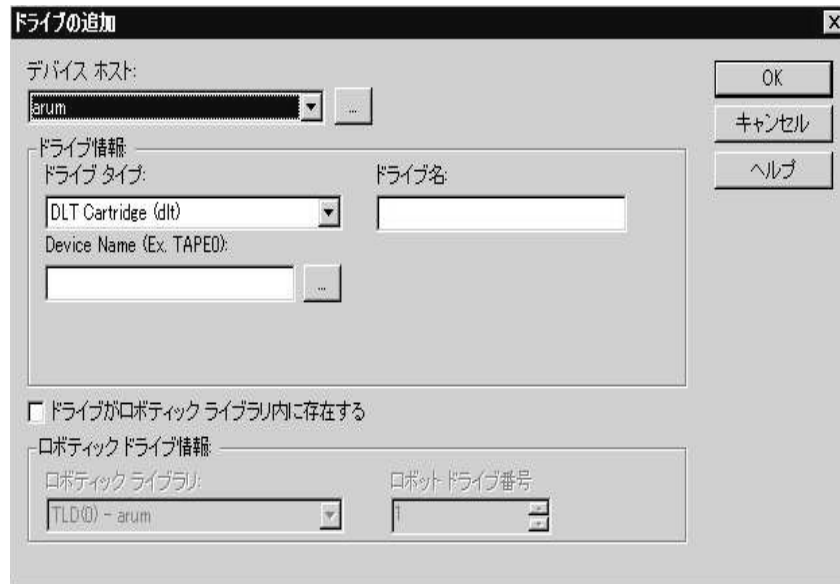 ドライブの追加
デバイス ホスト:
arum
...
OK
キャンセル
ヘルプ
ドライブ情報:
ドライブ タイプ:
ドライブ名:
DLT Cartridge (dlt)
Device Name (Ex. TAPE0):
...
ドライブがロボティック ライブラリ内に存在する
ロボティック ドライブ情報:
ロボティック ライブラリ:
ロボット ドライブ番号
TLD(0) - arum
1